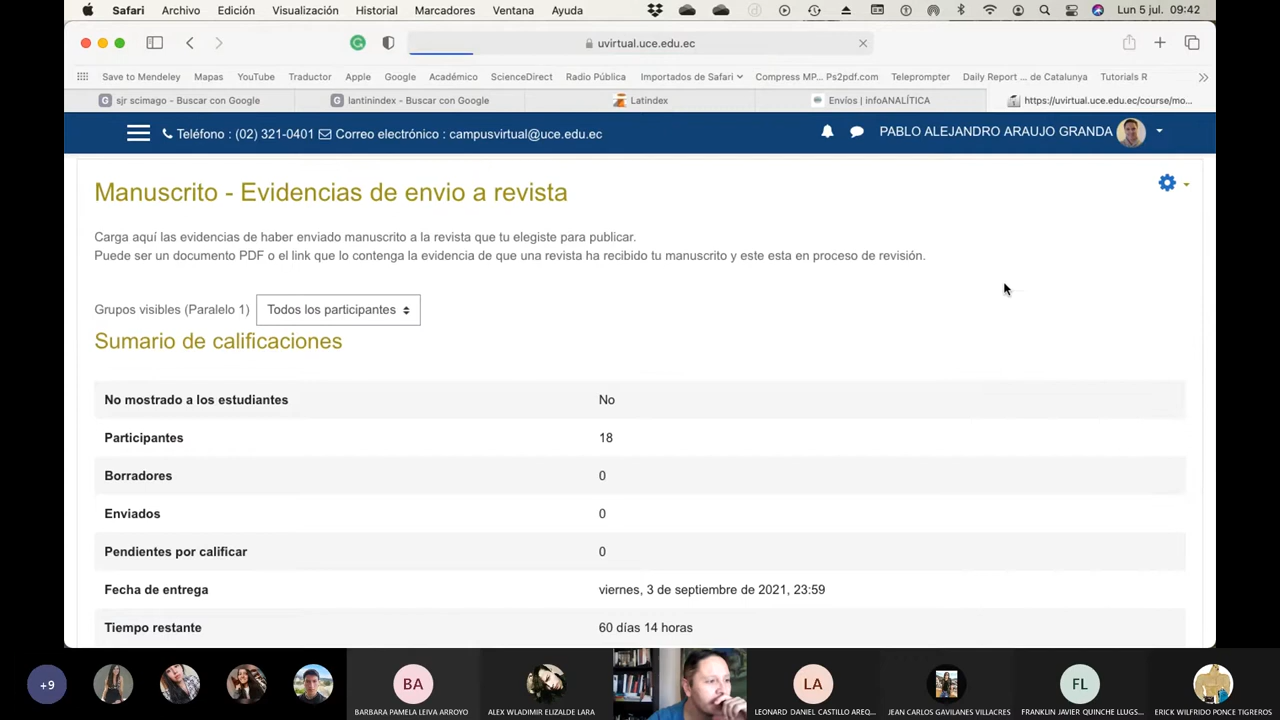 Safari Archivo Edición Visualización Historial Marcadores Ventana Ayuda Lun 5 jul. 09:42
uvirtual.uce.edu.ec
Save to Mendeley Mapas YouTube Traductor Apple Google Académico ScienceDirect Radio Pública Importados de Safari Compress MP... Ps2pdf.com Teleprompter Daily Report ... de Catalunya Tutorials R
sjr scimago - Buscar con Google lantinindex - Buscar con Google Latindex Envíos | infoANALÍTICA https://uvirtual.uce.edu.ec/course/mo...
Teléfono : (02) 321-0401 Correo electrónico : campusvirtual@uce.edu.ec PABLO ALEJANDRO ARAUJO GRANDA
Manuscrito - Evidencias de envio a revista
Carga aquí las evidencias de haber enviado manuscrito a la revista que tu elegiste para publicar.
Puede ser un documento PDF o el link que lo contenga la evidencia de que una revista ha recibido tu manuscrito y este esta en proceso de revisión.
Grupos visibles (Paralelo 1) Todos los participantes
Sumario de calificaciones
No mostrado a los estudiantes No
Participantes 18
Borradores 0
Enviados 0
Pendientes por calificar 0
Fecha de entrega viernes, 3 de septiembre de 2021, 23:59
Tiempo restante 60 días 14 horas
+9 BA LA FL
BARBARA PAMELA LEIVA ARROYO ALEX WLADIMIR ELIZALDE LARA LEONARD DANIEL CASTILLO AREQ... JEAN CARLOS GAVILANES VILLACRES FRANKLIN JAVIER QUINCHE LLUGS... ERICK WILFRIDO PONCE TIGREROS